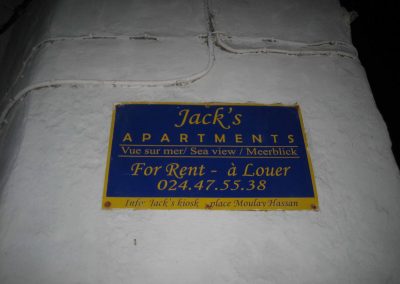 Jack's
APARTMENTS
Vue sur mer/ Sea view / Meerblick
For Rent - à Louer
024.47.55.38
Info: Jack's kiosk place Moulay Hassan